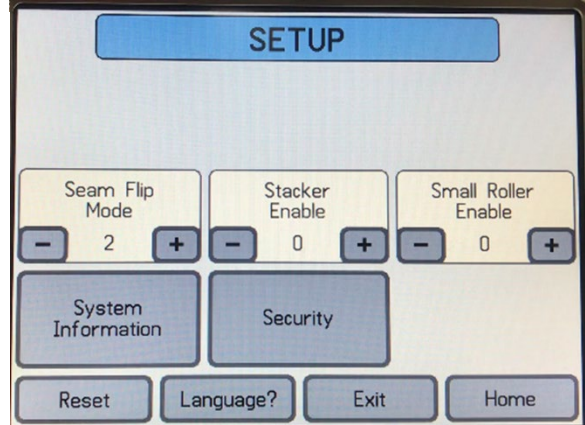 SETUP
Seam Flip
Mode
- 2 +
Stacker
Enable
- 0 +
Small Roller
Enable
- 0 +
System
Information
Security
Reset
Language?
Exit
Home